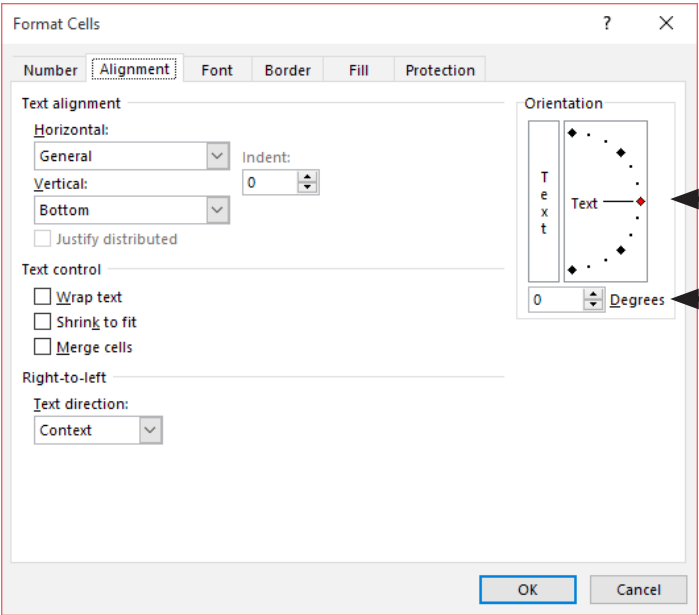 Format Cells ? ×
Number Alignment Font Border Fill Protection
Text alignment
Horizontal:
General
Indent:
0
Vertical:
Bottom
Justify distributed
Text control
Wrap text
Shrink to fit
Merge cells
Right-to-left
Text direction:
Context
Orientation
Text
Text
0 Degrees
OK Cancel